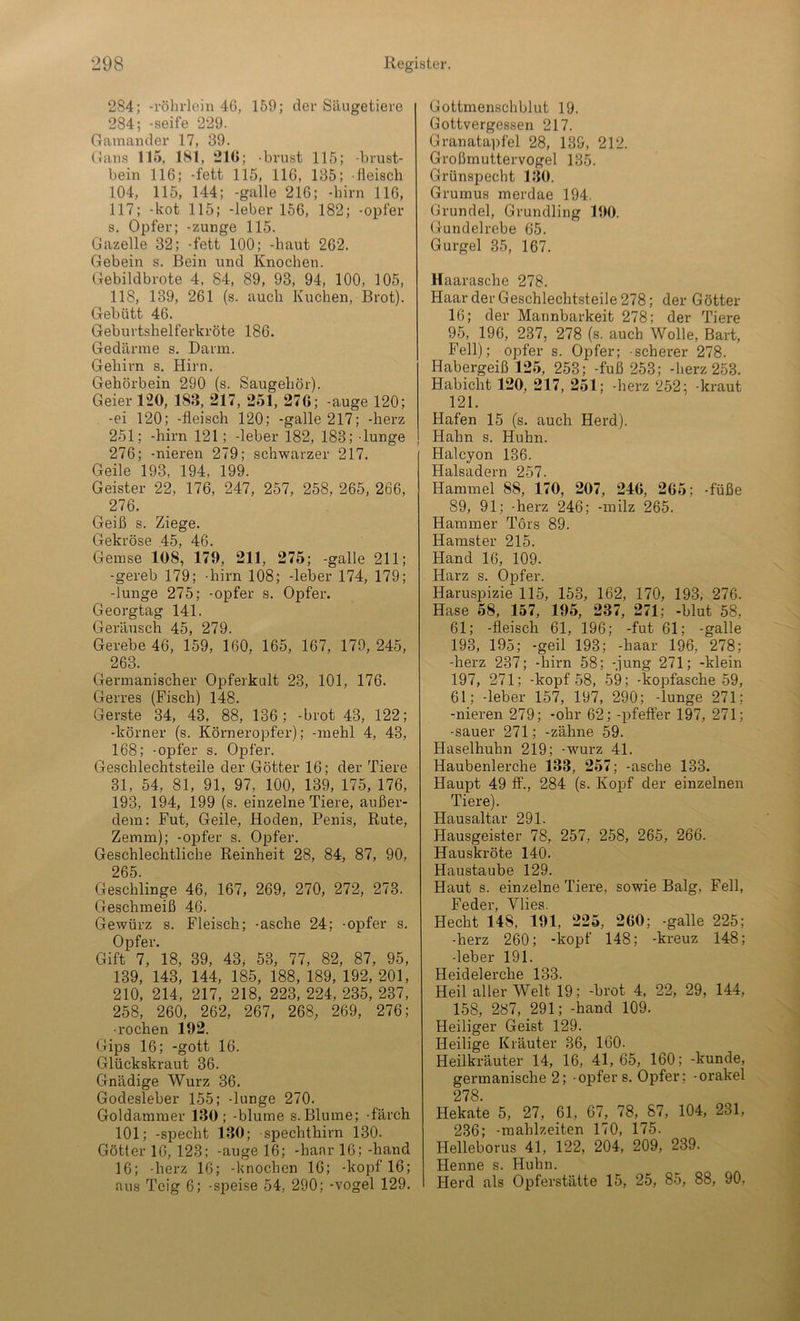 298 Register.
284; -röhrlein 46, 159; der Säugetiere
284; -seife 229.
Gamander 17, 39.
Gans 115, 181, 216; -brust 115; -brust-
bein 116; -fett 115, 116, 135; -fleisch
104, 115, 144; -galle 216; -hirn 116,
117; -kot 115; -leber 156, 182; -opfer
s. Opfer; -zunge 115.
Gazelle 32; -fett 100; -haut 262.
Gebein s. Bein und Knochen.
Gebildbrote 4, 84, 89, 93, 94, 100, 105,
118, 139, 261 (s. auch Kuchen, Brot).
Gebütt 46.
Geburtshelferkröte 186.
Gedärme s. Darm.
Gehirn s. Hirn.
Gehörbein 290 (s. Saugehör).
Geier 120, 183, 217, 251, 276; -auge 120;
-ei 120; -fleisch 120; -galle 217; -herz
251; -hirn 121; -leber 182, 183; -lunge
276; -nieren 279; schwarzer 217.
Geile 193, 194, 199.
Geister 22, 176, 247, 257, 258, 265, 266,
276.
Geiß s. Ziege.
Gekröse 45, 46.
Gemse 108, 179, 211, 275; -galle 211;
-gereb 179; -hirn 108; -leber 174, 179;
-lunge 275; -opfer s. Opfer.
Georgtag 141.
Geräusch 45, 279.
Gerebe 46, 159, 160, 165, 167, 179, 245,
263.
Germanischer Opferkult 23, 101, 176.
Gerres (Fisch) 148.
Gerste 34, 43, 88, 136; -brot 43, 122;
-körner (s. Körneropfer); -mehl 4, 43,
168; -opfer s. Opfer.
Geschlechtsteile der Götter 16; der Tiere
31, 54, 81, 91, 97, 100, 139, 175, 176,
193, 194, 199 (s. einzelne Tiere, außer-
dem: Fut, Geile, Hoden, Penis, Rute,
Zemm); -opfer s. Opfer.
Geschlechtliche Reinheit 28, 84, 87, 90,
265.
Geschlinge 46, 167, 269, 270, 272, 273.
Geschmeiß 46.
Gewürz s. Fleisch; -asche 24; -opfer s.
Opfer.
Gift 7, 18, 39, 43, 53, 77, 82, 87, 95,
139, 143, 144, 185, 188, 189, 192, 201,
210, 214, 217, 218, 223, 224, 235, 237,
258, 260, 262, 267, 268, 269, 276;
-rochen 192.
Gips 16; -gott 16.
Glückskraut 36.
Gnädige Wurz 36.
Godesleber 155; -lunge 270.
Goldammer 130; -blume s. Blume; -färch
101; -specht 130; -spechthirn 130.
Götter 16, 123; -auge 16; -haar 16; -hand
16; -herz 16; -knochen 16; -kopf 16;
aus Teig 6; -speise 54, 290; -vogel 129.
Gottmenschblut 19.
Gottvergessen 217.
Granatapfel 28, 139, 212.
Großmuttervogel 135.
Grünspecht 130.
Grumus merdae 194.
Grundel, Grundling 190.
Gundelrebe 65.
Gurgel 35, 167.
Haarasche 278.
Haar der Geschlechtsteile 278; der Götter
16; der Mannbarkeit 278; der Tiere
95, 196, 237, 278 (s. auch Wolle, Bart,
Fell); opfer s. Opfer; -scherer 278.
Habergeiß 125, 253; -fuß 253; -herz 253.
Habicht 120, 217, 251; -herz 252; -kraut
121.
Hafen 15 (s. auch Herd).
Hahn s. Huhn.
Halcyon 136.
Halsadern 257.
Hammel 88, 170, 207, 246, 265; -füße
89, 91; -herz 246; -milz 265.
Hammer Tôrs 89.
Hamster 215.
Hand 16, 109.
Harz s. Opfer.
Haruspizie 115, 153, 162, 170, 193, 276.
Hase 58, 157, 195, 237, 271; -blut 58,
61; -fleisch 61, 196; -fut 61; -galle
193, 195; -geil 193; -haar 196, 278;
-herz 237; -hirn 58; -jung 271; -klein
197, 271; -kopf 58, 59; -kopfasche 59,
61; -leber 157, 197, 290; -lunge 271;
-nieren 279; -ohr 62; -pfeffer 197, 271;
-sauer 271; -zähne 59.
Haselhuhn 219; -wurz 41.
Haubenlerche 133, 257; -asche 133.
Haupt 49 ff., 284 (s. Kopf der einzelnen
Tiere).
Hausaltar 291.
Hausgeister 78, 257, 258, 265, 266.
Hauskröte 140.
Haustaube 129.
Haut s. einzelne Tiere, sowie Balg, Fell,
Feder, Vlies.
Hecht 148, 191, 225, 260; -galle 225;
-herz 260; -kopf 148; -kreuz 148;
-leber 191.
Heidelerche 133.
Heil aller Welt 19; -brot 4, 22, 29, 144,
158, 287, 291; -hand 109.
Heiliger Geist 129.
Heilige Kräuter 36, 160.
Heilkräuter 14, 16, 41, 65, 160; -kunde,
germanische 2; -opfer s. Opfer; -orakel
278.
Hekate 5, 27, 61, 67, 78, 87, 104, 231,
236; -mahlzeiten 170, 175.
Helleborus 41, 122, 204, 209, 239.
Henne s. Huhn.
Herd als Opferstätte 15, 25, 85, 88, 90,